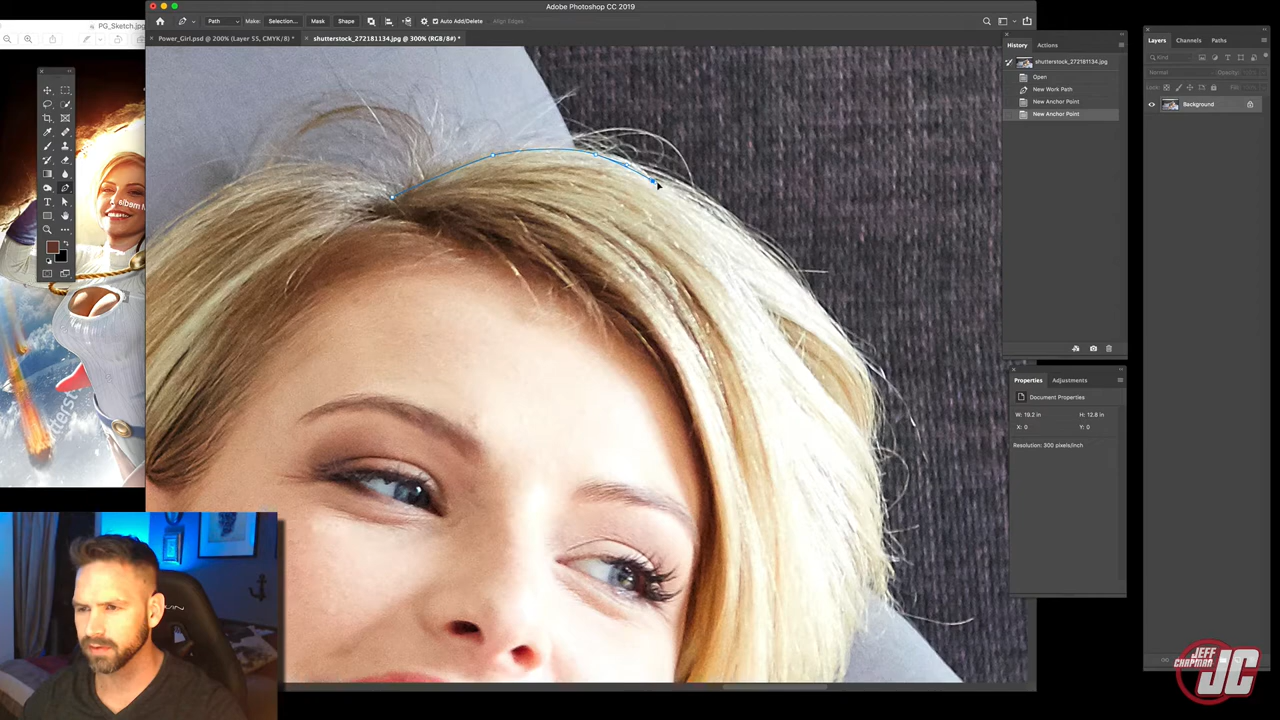 Adobe Photoshop CC 2019
PG_Sketch.jp
Path
Make:
Selection...
Mask
Shape
Auto Add/Delete
Align Edges
Power_Girl.psd @ 200% (Layer 55, CMYK/8) *
shutterstock_272181134.jpg @ 300% (RGB/8#) *
History
Actions
shutterstock_272181134.jpg
Open
New Work Path
New Anchor Point
New Anchor Point
Properties
Adjustments
Document Properties
W: 19.2 in
H: 12.8 in
X: 0
Y: 0
Resolution: 300 pixels/inch
Layers
Channels
Paths
Kind
Normal
Opacity:
Lock:
Fill:
Background
JEFF
CHAPMAN
JC